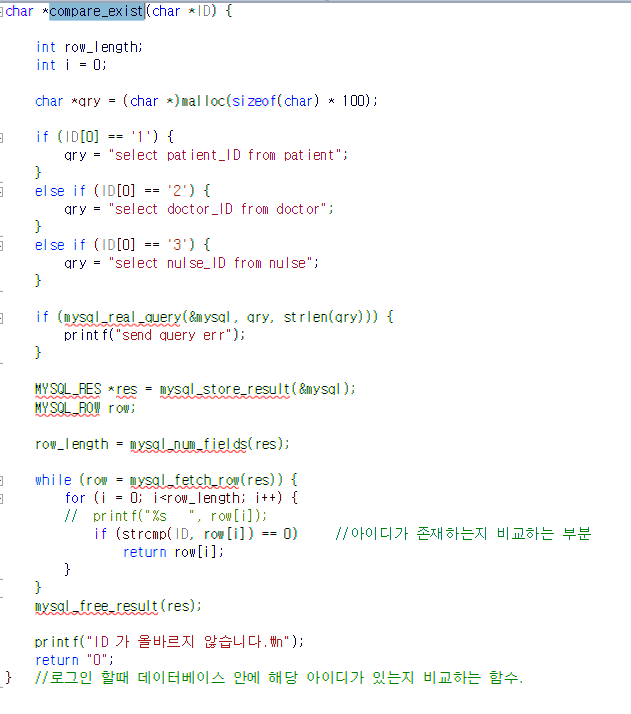 char *compare_exist(char *ID) {
int row_length;
int i = 0;
char *qry = (char *)malloc(sizeof(char) * 100);
if (ID[0] == '1') {
qry = "select patient_ID from patient";
}
else if (ID[0] == '2') {
qry = "select doctor_ID from doctor";
}
else if (ID[0] == '3') {
qry = "select nulse_ID from nulse";
}
if (mysql_real_query(&mysql, qry, strlen(qry))) {
printf("send query err");
}
MYSQL_RES *res = mysql_store_result(&mysql);
MYSQL_ROW row;
row_length = mysql_num_fields(res);
while (row = mysql_fetch_row(res)) {
for (i = 0; i<row_length; i++) {
// printf("%s   ", row[i]);
if (strcmp(ID, row[i]) == 0) //아이디가 존재하는지 비교하는 부분
return row[i];
}
}
mysql_free_result(res);
printf("ID 가 올바르지 않습니다.₩n");
return "0";
} //로그인 할때 데이터베이스 안에 해당 아이디가 있는지 비교하는 함수.